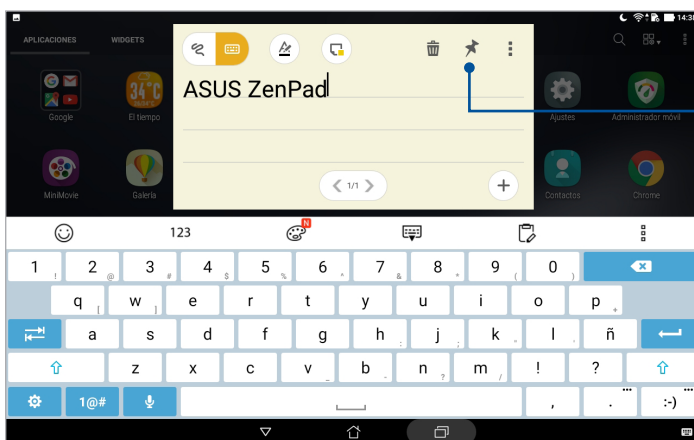 14:38
APLICACIONES WIDGETS
ASUS ZenPad
34°C
Google El tiempo Ajustes Administrador móvil
1/1
MiniMovie Galería Contactos Chrome
123 N
1 ! 2 @ 3 # 4 $ 5 % 6 ^ 7 & 8 * 9 ( 0 )
q [ w ] e r t y u i o p +
a s d f g h : j ; k " l ' ñ
z x c v _ b - n ? m / ! ?
1@# , . :-)